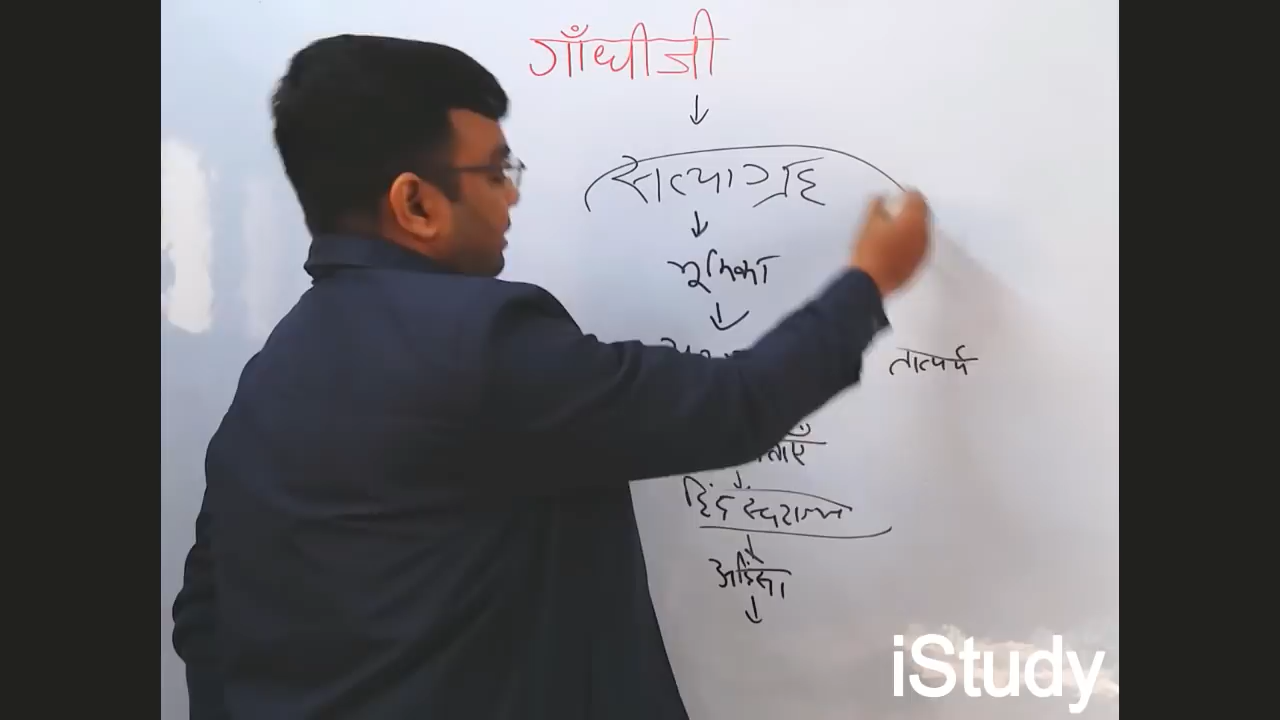 गाँधीजी
सत्याग्रह
भूमिका
तात्पर्य
हिंद स्वराज्य
अहिंसा
iStudy